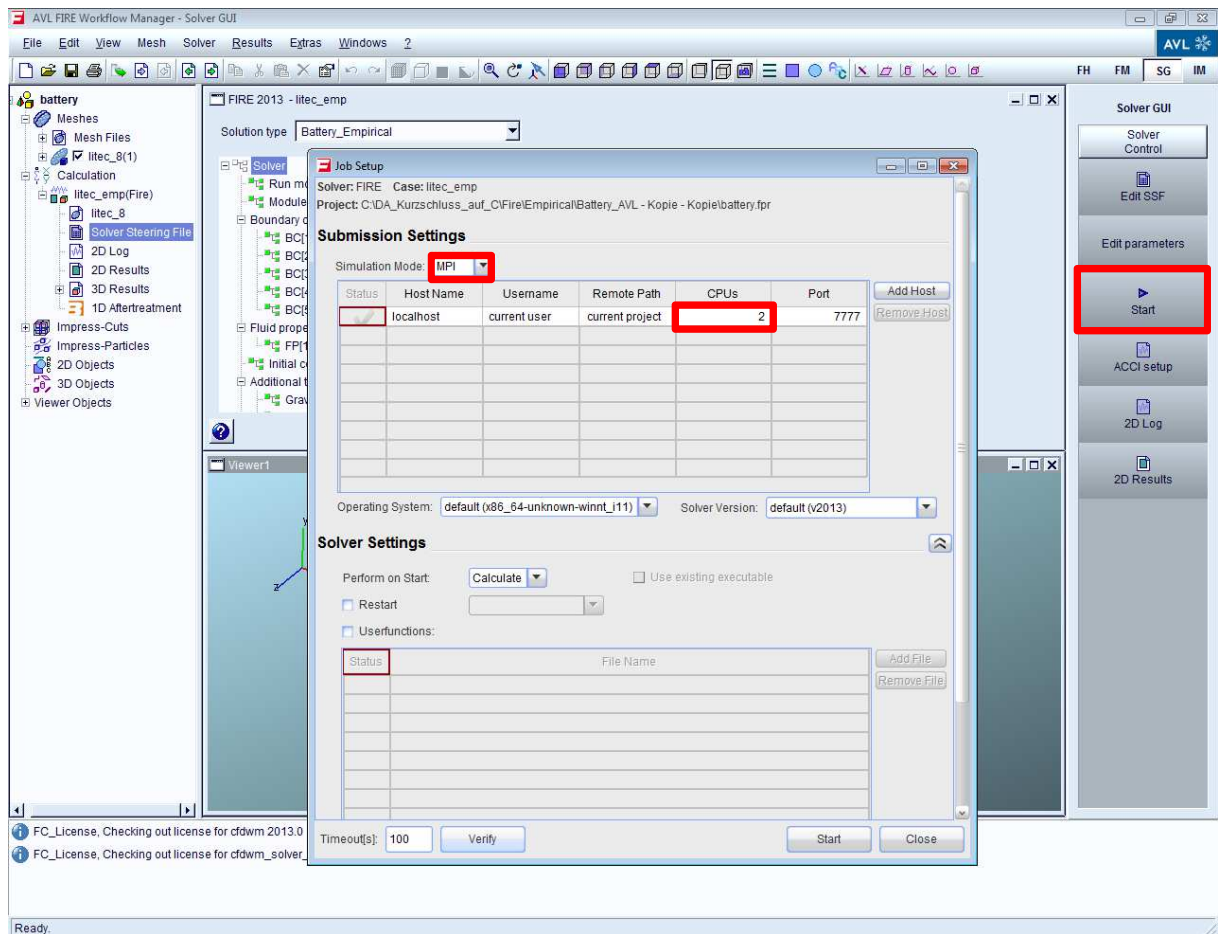 AVL FIRE Workflow Manager - Solver GUI
File Edit View Mesh Solver Results Extras Windows ?
AVL
FH FM SG IM
battery
Meshes
Mesh Files
litec_8(1)
Calculation
litec_emp(Fire)
litec_8
Solver Steering File
2D Log
2D Results
3D Results
1D Aftertreatment
Impress-Cuts
Impress-Particles
2D Objects
3D Objects
Viewer Objects
FIRE 2013 - litec_emp
Solution type Battery_Empirical
Solver
Run mo
Module
Boundary c
BC[
BC[2
BC[
BC[4
BC[
Fluid prope
FP[1
Initial c
Additional t
Grav
Viewer1
y
z
Job Setup
Solver: FIRE Case: litec_emp
Project: C:\DA_Kurzschluss_auf_C\Fire\Empirical\Battery_AVL - Kopie - Kopie\battery.fpr
Submission Settings
Simulation Mode: MPI
Status Host Name Username Remote Path CPUs Port
localhost current user current project 2 7777
Add Host
Remove Host
Operating System: default (x86_64-unknown-winnt_i11) Solver Version: default (v2013)
Solver Settings
Perform on Start: Calculate Use existing executable
Restart
Userfunctions:
Status File Name
Add File
Remove File
Timeout[s]: 100 Verify Start Close
Solver GUI
Solver
Control
Edit SSF
Edit parameters
Start
ACCI setup
2D Log
2D Results
FC_License, Checking out license for cfdwm 2013.0
FC_License, Checking out license for cfdwm_solver_
Ready.